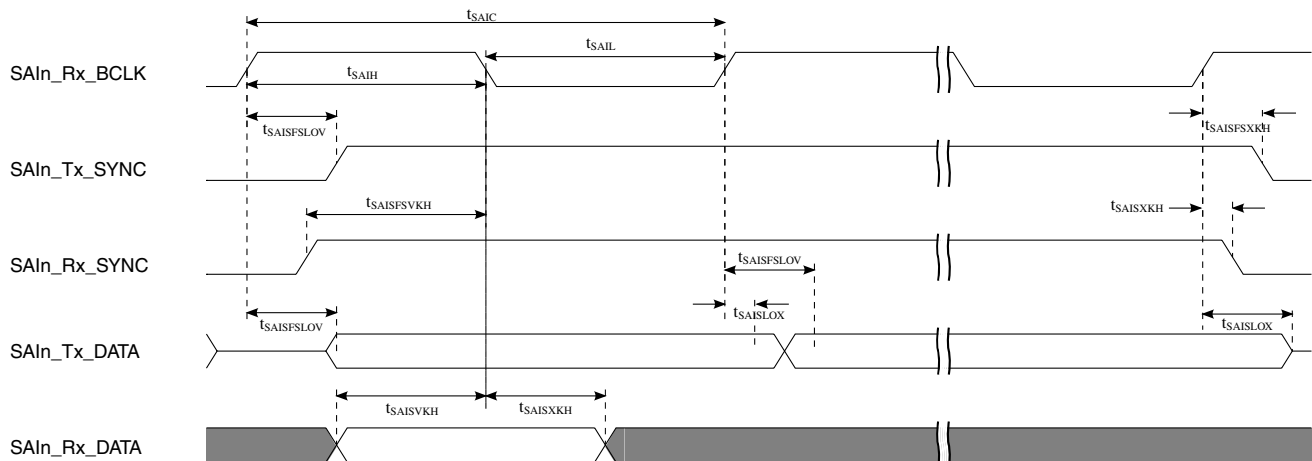 tSAIC
tSAIL
SAIn_Rx_BCLK
tSAIH
tSAISFSLOV
tSAISFSXKH
SAIn_Tx_SYNC
tSAISFSVKH
tSAISXKH
SAIn_Rx_SYNC
tSAISFSLOV
tSAISLOX
tSAISFSLOV
tSAISLOX
SAIn_Tx_DATA
tSAISVKH
tSAISXKH
SAIn_Rx_DATA